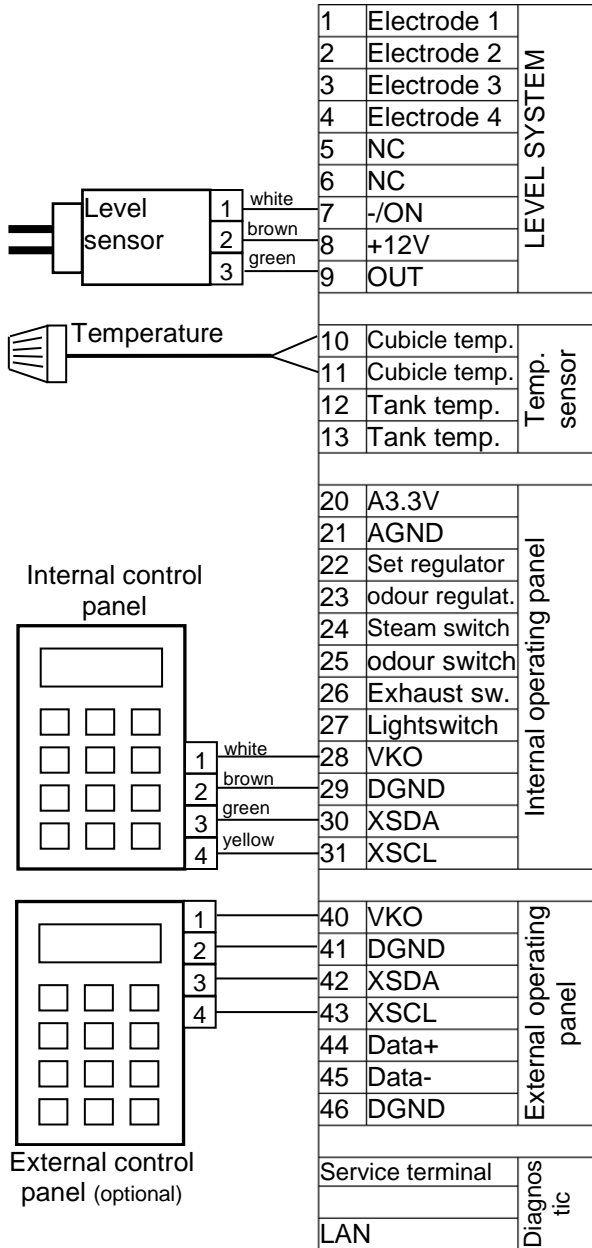 1 Electrode 1
2 Electrode 2
3 Electrode 3
4 Electrode 4
5 NC
6 NC
7 -/ON
8 +12V
9 OUT
LEVEL SYSTEM
Level
sensor
1 white
2 brown
3 green
Temperature
10 Cubicle temp.
11 Cubicle temp.
12 Tank temp.
13 Tank temp.
Temp.
sensor
20 A3.3V
21 AGND
22 Set regulator
23 odour regulat.
24 Steam switch
25 odour switch
26 Exhaust sw.
27 Lightswitch
28 VKO
29 DGND
30 XSDA
31 XSCL
Internal operating panel
Internal control
panel
1 white
2 brown
3 green
4 yellow
1
2
3
4
40 VKO
41 DGND
42 XSDA
43 XSCL
44 Data+
45 Data-
46 DGND
External operating
panel
External control
panel (optional)
Service terminal
LAN
Diagnos
tic